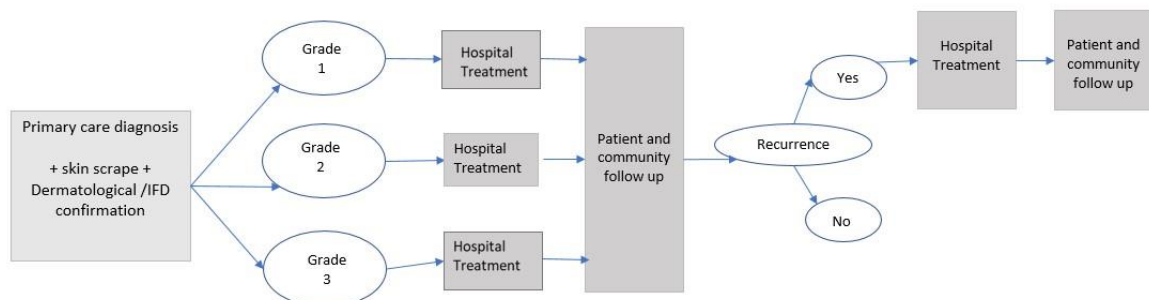 Primary care diagnosis
+ skin scrape +
Dermatological /IFD
confirmation
Grade
1
Grade
2
Grade
3
Hospital
Treatment
Hospital
Treatment
Hospital
Treatment
Patient and
community
follow up
Recurrence
Yes
No
Hospital
Treatment
Patient and
community
follow up